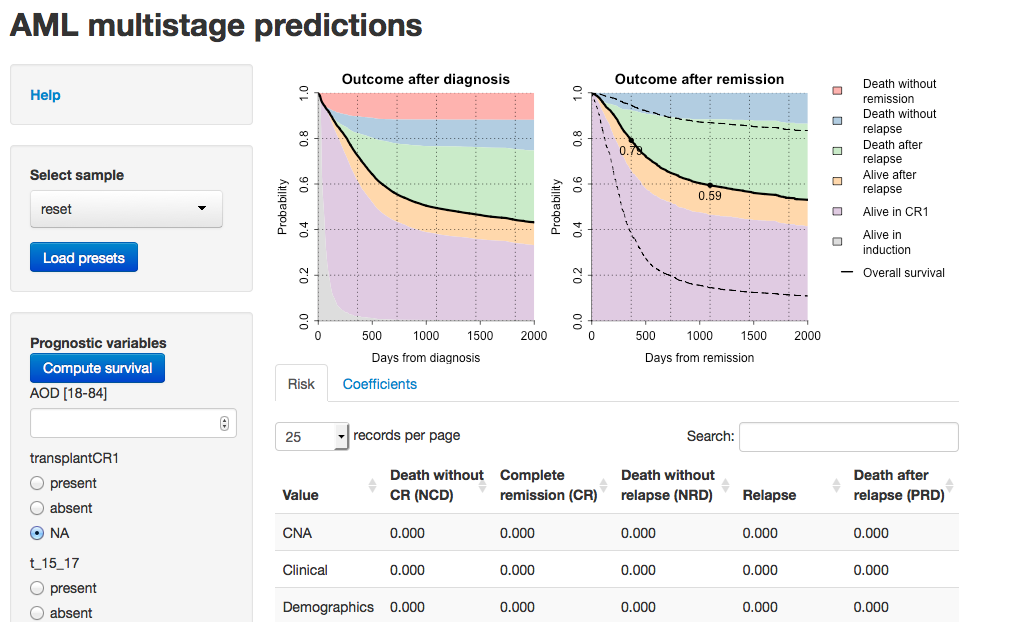 AML multistage predictions
Help
Select sample
reset
Load presets
Prognostic variables
Compute survival
AOD [18-84]
transplantCR1
present
absent
NA
t_15_17
present
absent
Outcome after diagnosis
Probability
0.0 0.2 0.4 0.6 0.8 1.0
0 500 1000 1500 2000
Days from diagnosis
Outcome after remission
Probability
0.0 0.2 0.4 0.6 0.8 1.0
0.79
0.59
0 500 1000 1500 2000
Days from remission
Death without
remission
Death without
relapse
Death after
relapse
Alive after
relapse
Alive in CR1
Alive in
induction
Overall survival
Risk Coefficients
25 records per page Search:
Value Death without CR (NCD) Complete remission (CR) Death without relapse (NRD) Relapse Death after relapse (PRD)
CNA 0.000 0.000 0.000 0.000 0.000
Clinical 0.000 0.000 0.000 0.000 0.000
Demographics 0.000 0.000 0.000 0.000 0.000